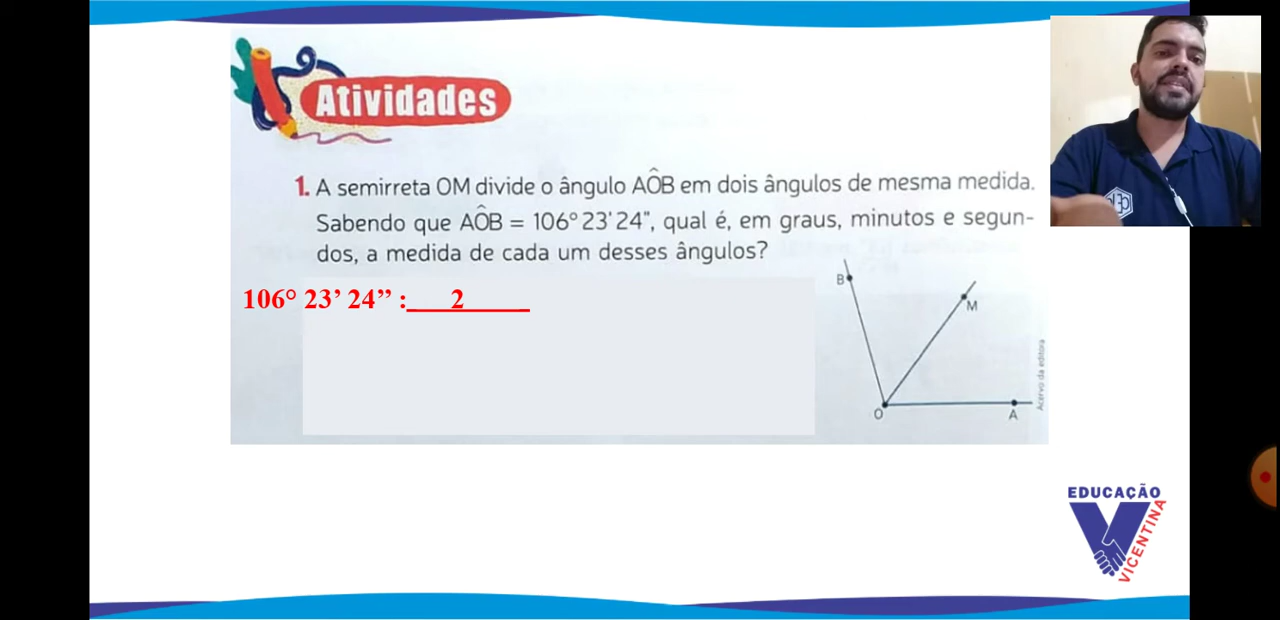 Atividades
1. A semirreta OM divide o ângulo AÔB em dois ângulos de mesma medida.
Sabendo que AÔB = 106° 23' 24", qual é, em graus, minutos e segun-
dos, a medida de cada um desses ângulos?
106° 23’ 24’’ : 2
B
M
O
A
Acervo da editora
EDUCAÇÃO
VICENTINA